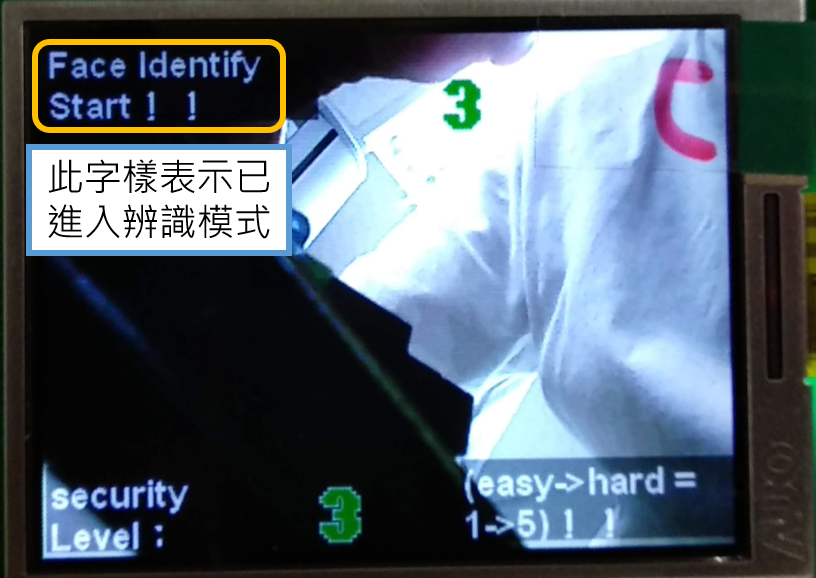 Face Identify
Start！！
3
此字樣表示已
進入辨識模式
security
Level：
3
(easy->hard =
1->5)！！